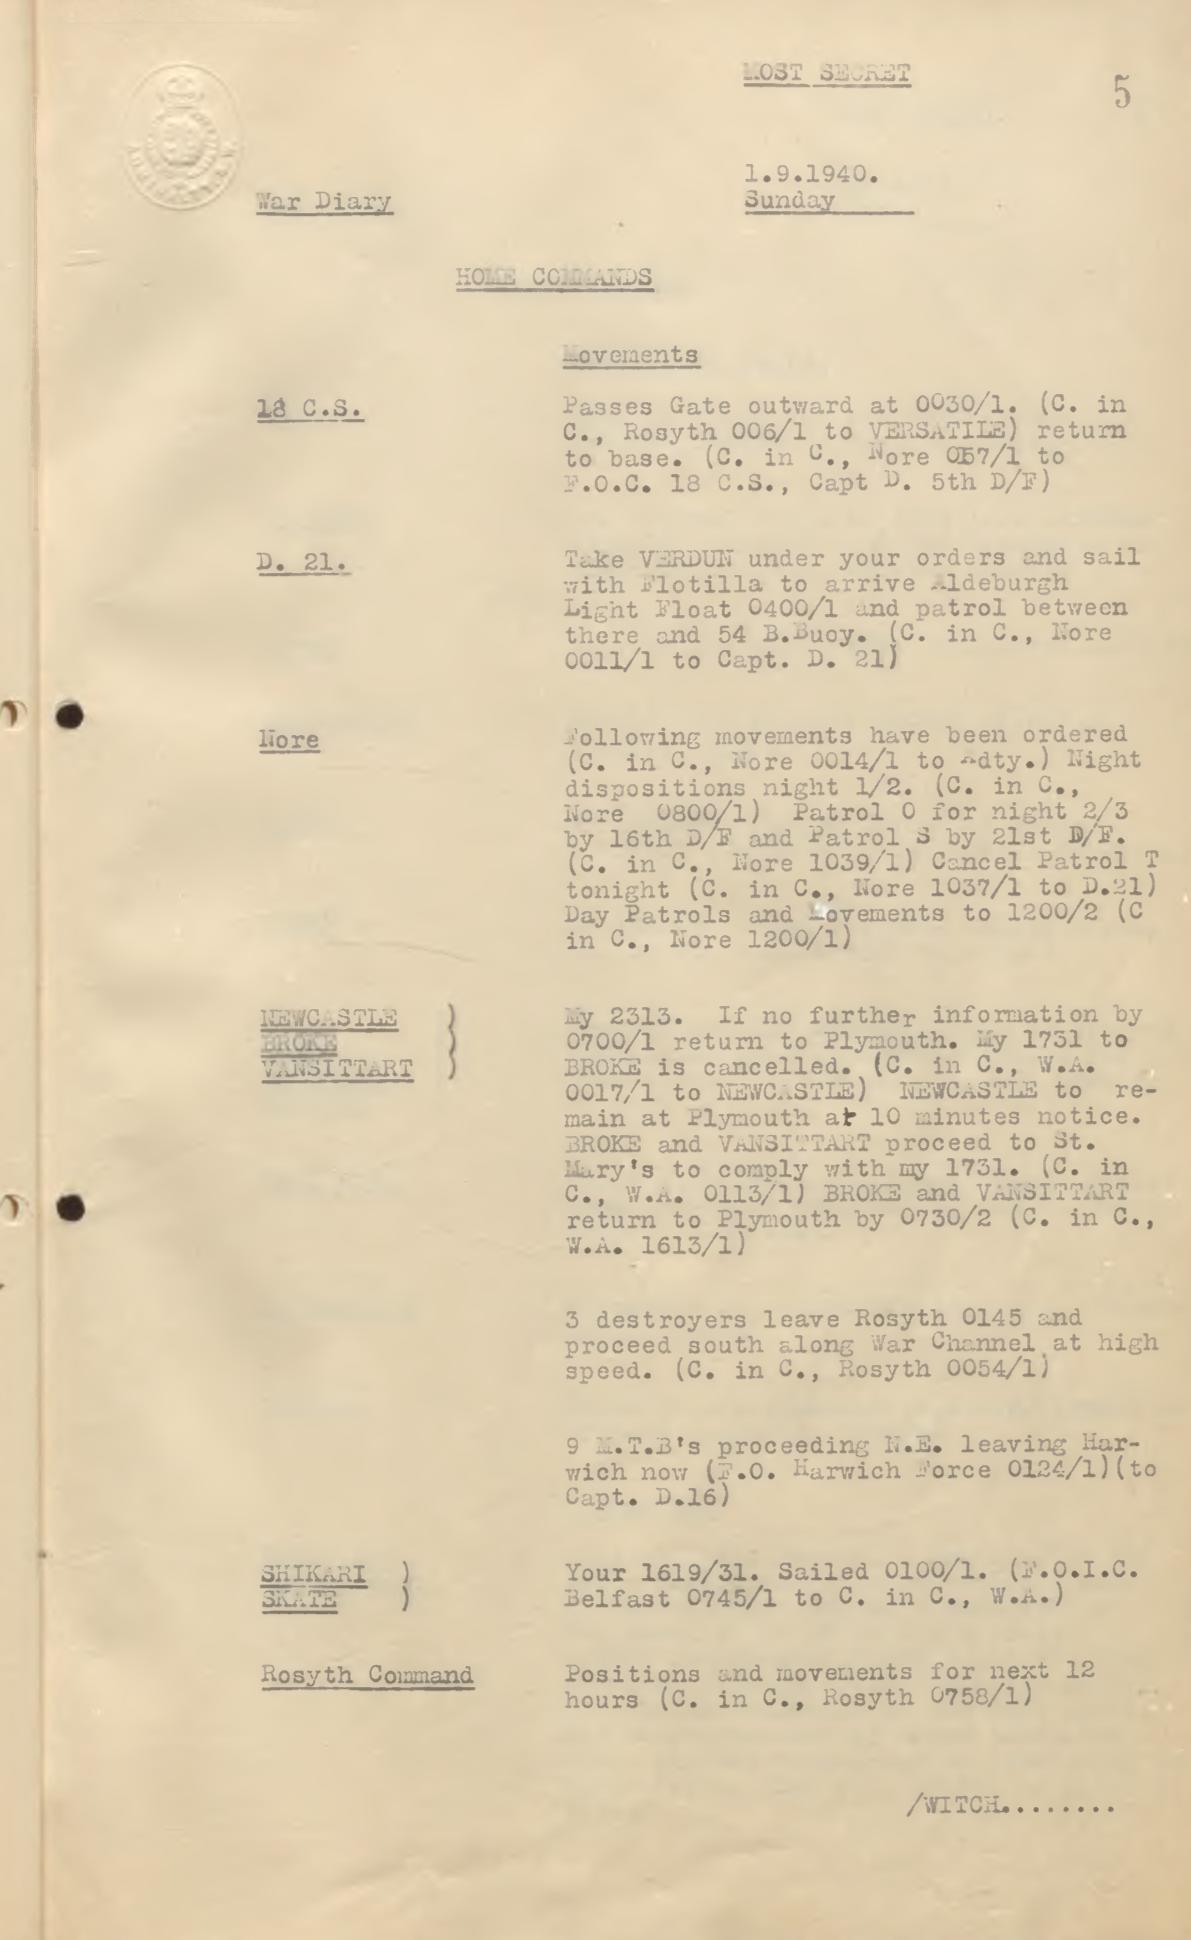 MOST SECRET
5
1.9.1940.
Sunday
War Diary
HOME COMMANDS
Movements
18 C.S.
Passes Gate outward at 0030/1. (C. in
C., Rosyth 006/1 to VERSATILE) return
to base. (C. in C., Nore 057/1 to
F.O.C. 18 C.S., Capt D. 5th D/F)
D. 21.
Take VERDUN under your orders and sail
with Flotilla to arrive Aldeburgh
Light Float 0400/1 and patrol between
there and 54 B.Buoy. (C. in C., Nore
0011/1 to Capt. D. 21)
Nore
Following movements have been ordered
(C. in C., Nore 0014/1 to Adty.) Night
dispositions night 1/2. (C. in C.,
Nore 0800/1) Patrol O for night 2/3
by 16th D/F and Patrol S by 21st D/F.
(C. in C., Nore 1039/1) Cancel Patrol T
tonight (C. in C., Nore 1037/1 to D.21)
Day Patrols and Movements to 1200/2 (C
in C., Nore 1200/1)
NEWCASTLE )
BROKE )
VANSITTART )
My 2313. If no further information by
0700/1 return to Plymouth. My 1731 to
BROKE is cancelled. (C. in C., W.A.
0017/1 to NEWCASTLE) NEWCASTLE to re-
main at Plymouth at 10 minutes notice.
BROKE and VANSITTART proceed to St.
Mary's to comply with my 1731. (C. in
C., W.A. 0113/1) BROKE and VANSITTART
return to Plymouth by 0730/2 (C. in C.,
W.A. 1613/1)
3 destroyers leave Rosyth 0145 and
proceed south along War Channel at high
speed. (C. in C., Rosyth 0054/1)
9 M.T.B's proceeding N.E. leaving Har-
wich now (F.O. Harwich Force 0124/1)(to
Capt. D.16)
SHIKARI )
SKATE )
Your 1619/31. Sailed 0100/1. (F.O.I.C.
Belfast 0745/1 to C. in C., W.A.)
Rosyth Command
Positions and movements for next 12
hours (C. in C., Rosyth 0758/1)
/WITCH........